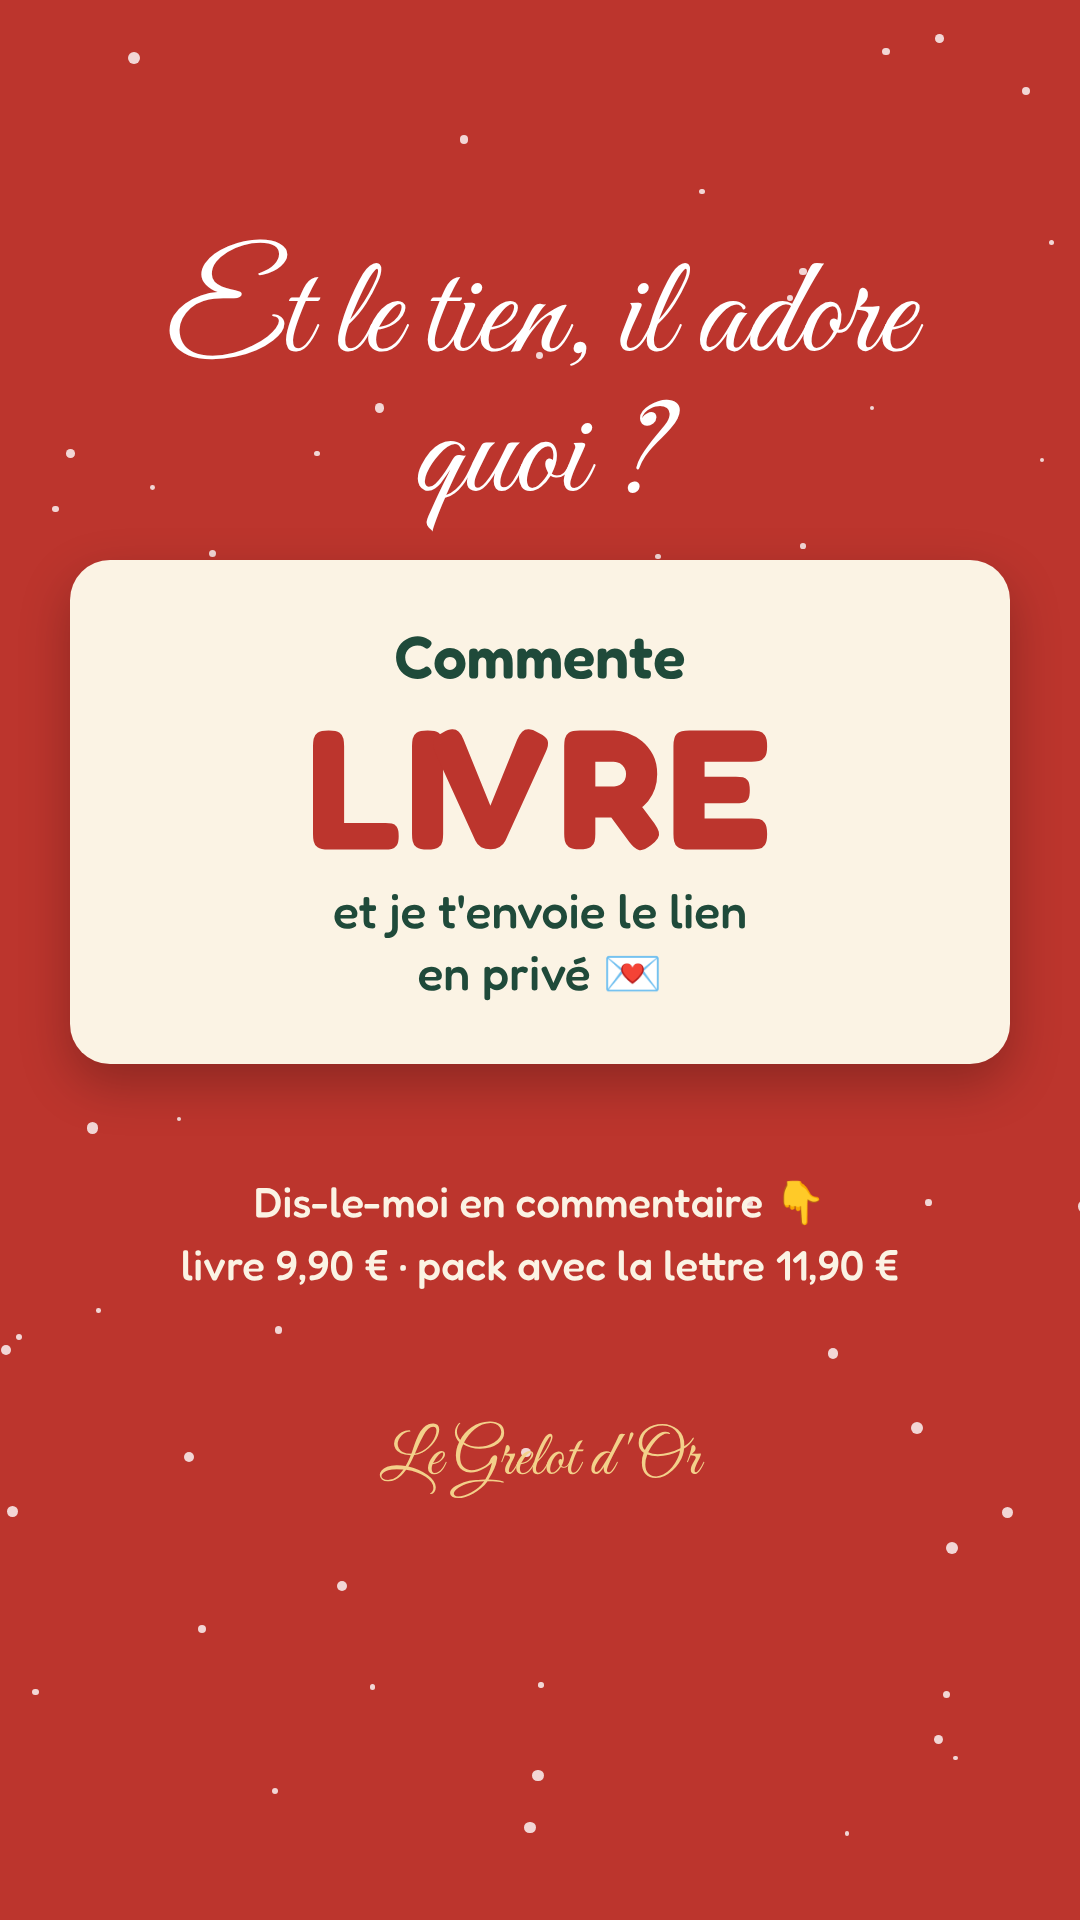 Et le tien, il adore
quoi ?
Commente
LIVRE
et je t'envoie le lien
en privé 💌
Dis-le-moi en commentaire 👇
livre 9,90 € · pack avec la lettre 11,90 €
Le Grelot d'Or